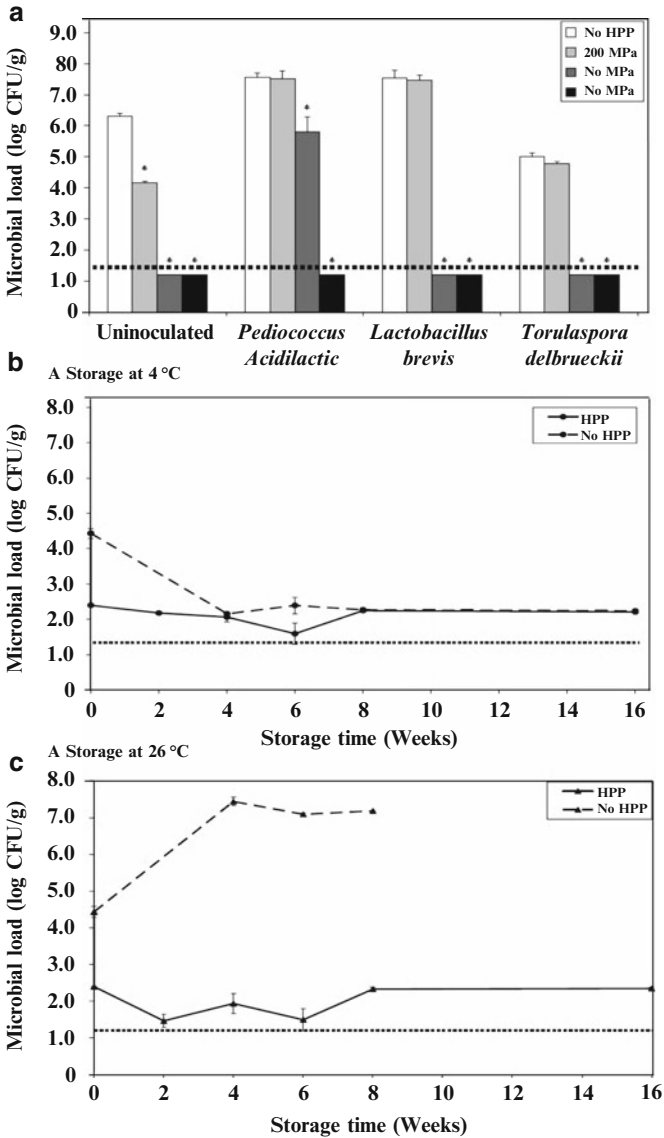 a
Microbial load (log CFU/g)
9.0
80
7.0
6.0
5.0
4.0
3.0
2.0
1.0
0
No HPP
200 MPa
No MPa
No MPa
*
*
*
*
*
*
*
*
*
Uninoculated
Pediococcus
Acidilactic
Lactobacillus
brevis
Torulaspora
delbrueckii
b
A Storage at 4 °C
Microbial load (log CFU/g)
8.0
7.0
6.0
5.0
4.0
3.0
2.0
1.0
0
HPP
No HPP
0 2 4 6 8 10 12 14 16
Storage time (Weeks)
A Storage at 26 °C
c
Microbial load (log CFU/g)
8.0
7.0
6.0
5.0
4.0
3.0
2.0
1.0
0
HPP
No HPP
0 2 4 6 8 10 12 14 16
Storage time (Weeks)